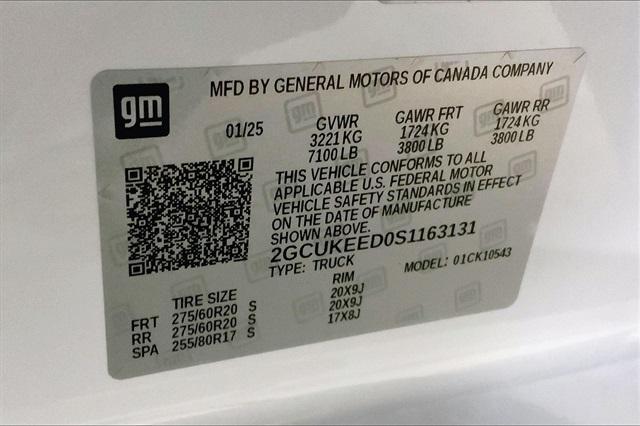 gm
MFD BY GENERAL MOTORS OF CANADA COMPANY
01/25 GVWR GAWR FRT GAWR RR
3221 KG 1724 KG 1724 KG
7100 LB 3800 LB 3800 LB
THIS VEHICLE CONFORMS TO ALL
APPLICABLE U.S. FEDERAL MOTOR
VEHICLE SAFETY STANDARDS IN EFFECT
ON THE DATE OF MANUFACTURE
SHOWN ABOVE.
2GCUKEED0S1163131
TYPE: TRUCK MODEL: 01CK10543
TIRE SIZE RIM
FRT 275/60R20 S 20X9J
RR 275/60R20 S 20X9J
SPA 255/80R17 S 17X8J